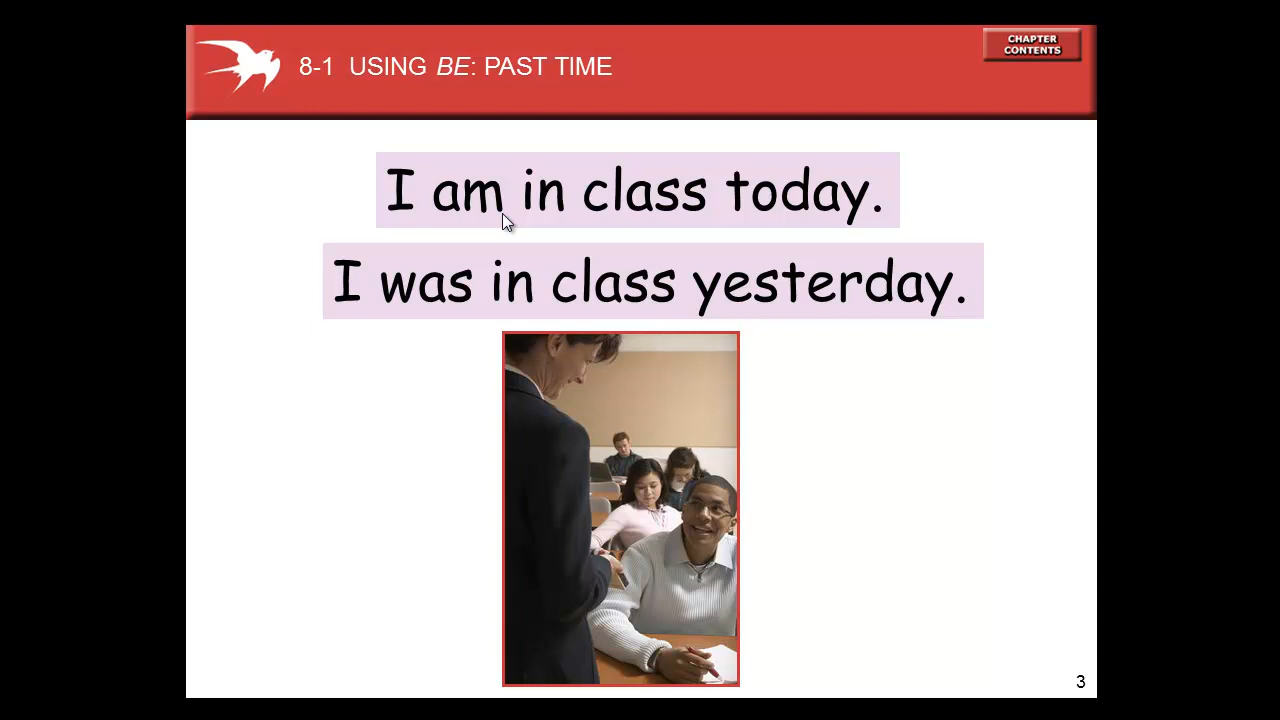 CHAPTER
CONTENTS
8-1 USING BE: PAST TIME
I am in class today.
I was in class yesterday.
3